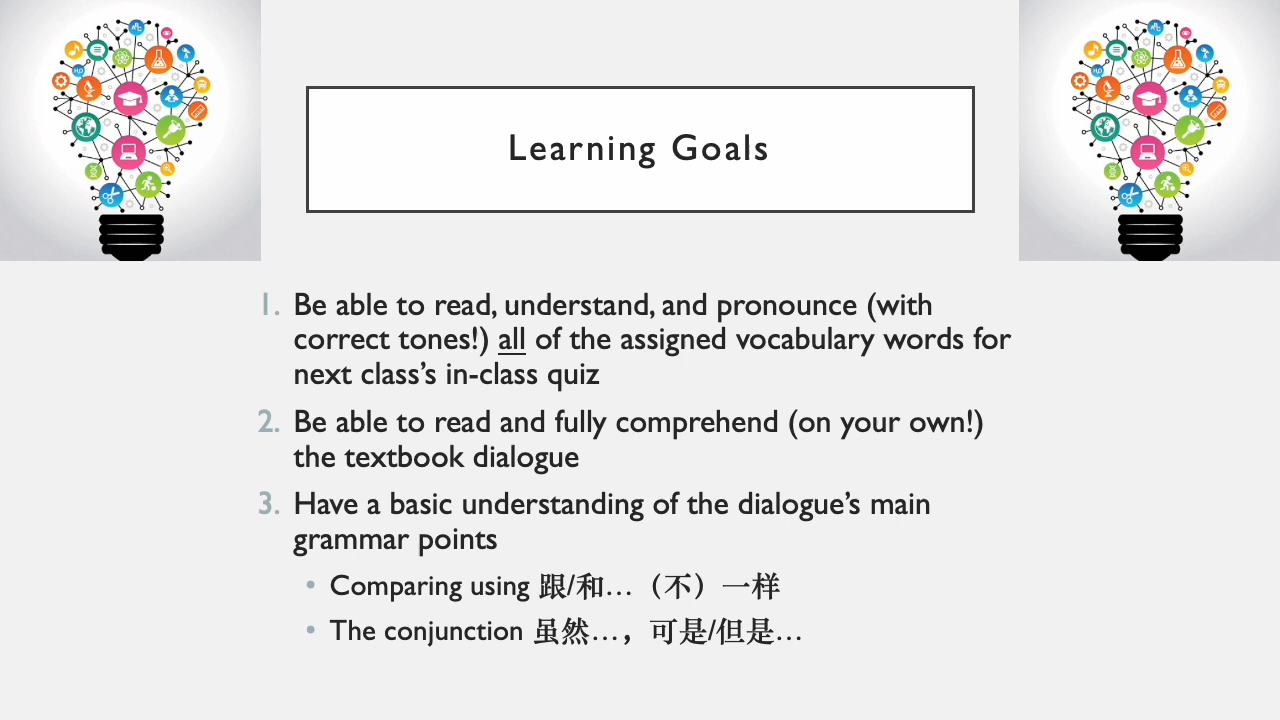 Learning Goals
1. Be able to read, understand, and pronounce (with
correct tones!) all of the assigned vocabulary words for
next class’s in-class quiz
2. Be able to read and fully comprehend (on your own!)
the textbook dialogue
3. Have a basic understanding of the dialogue’s main
grammar points
• Comparing using 跟/和…（不）一样
• The conjunction 虽然…，可是/但是…